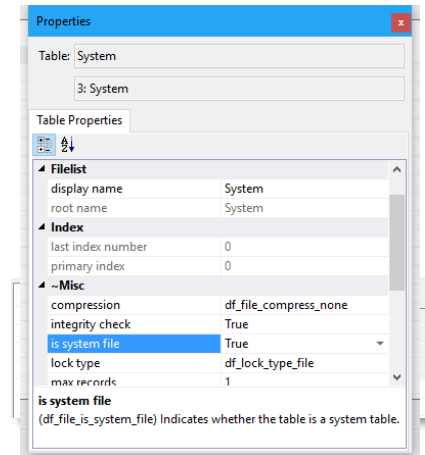 Properties
x
Table: System
3: System
Table Properties
Filelist
display name System
root name System
Index
last index number 0
primary index 0
~Misc
compression df_file_compress_none
integrity check True
is system file True
lock type df_lock_type_file
max records 1
is system file
(df_file_is_system_file) Indicates whether the table is a system table.